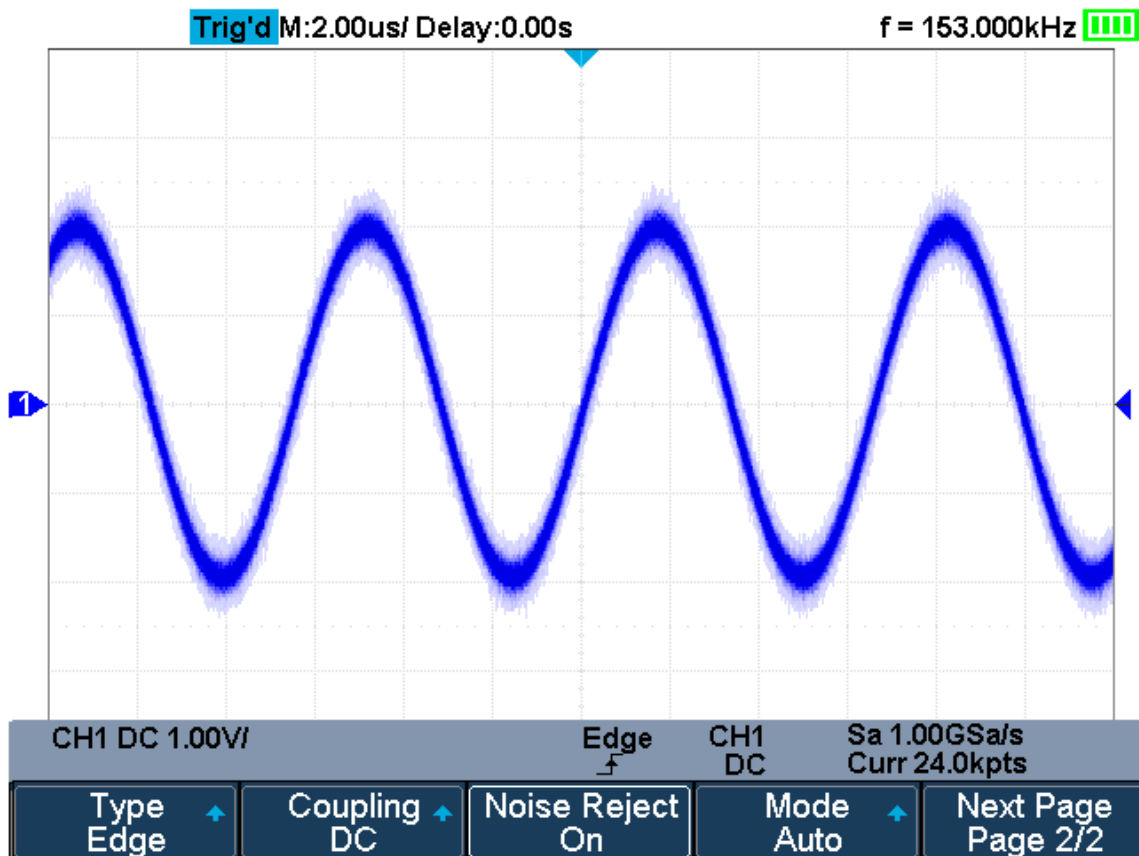 Trig'd M:2.00us/ Delay:0.00s f = 153.000kHz
1
CH1 DC 1.00V/ Edge CH1 Sa 1.00GSa/s
DC Curr 24.0kpts
Type Coupling Noise Reject Mode Next Page
Edge DC On Auto Page 2/2